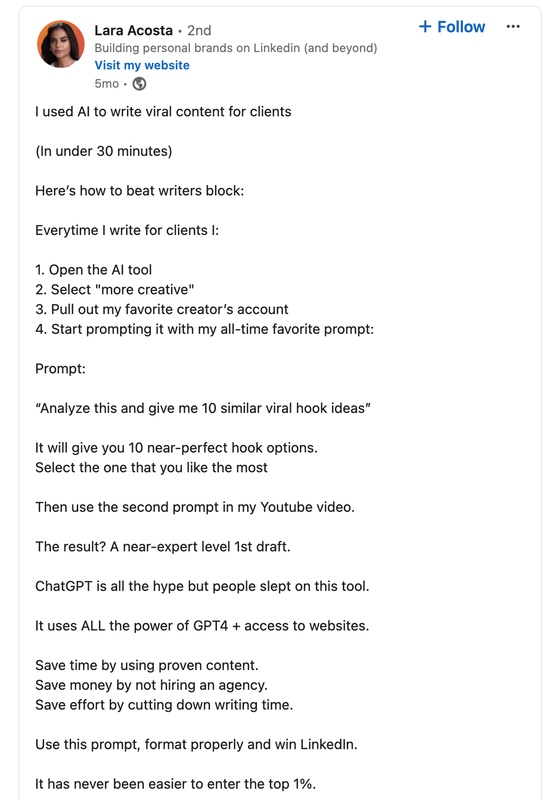 Lara Acosta • 2nd
+ Follow
•••
Building personal brands on Linkedin (and beyond)
Visit my website
5mo •
I used AI to write viral content for clients
(In under 30 minutes)
Here’s how to beat writers block:
Everytime I write for clients I:
1. Open the AI tool
2. Select "more creative"
3. Pull out my favorite creator’s account
4. Start prompting it with my all-time favorite prompt:
Prompt:
“Analyze this and give me 10 similar viral hook ideas”
It will give you 10 near-perfect hook options.
Select the one that you like the most
Then use the second prompt in my Youtube video.
The result? A near-expert level 1st draft.
ChatGPT is all the hype but people slept on this tool.
It uses ALL the power of GPT4 + access to websites.
Save time by using proven content.
Save money by not hiring an agency.
Save effort by cutting down writing time.
Use this prompt, format properly and win LinkedIn.
It has never been easier to enter the top 1%.